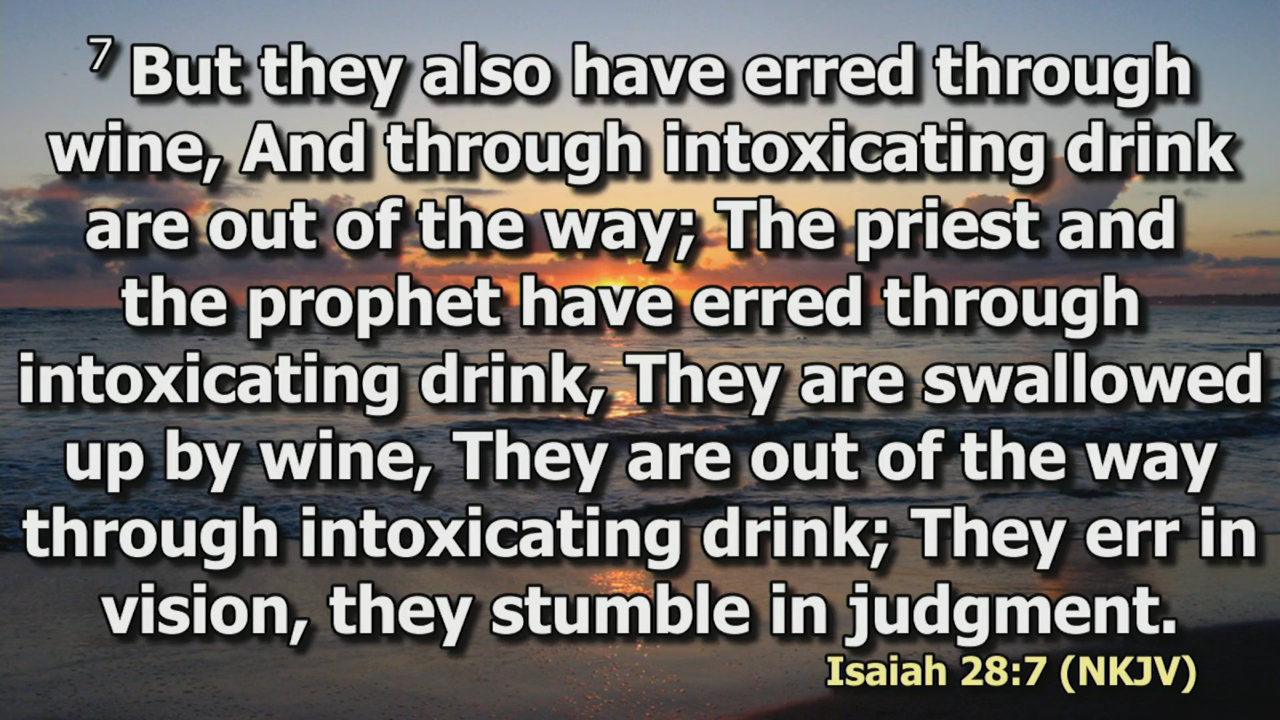 7 But they also have erred through
wine, And through intoxicating drink
are out of the way; The priest and
the prophet have erred through
intoxicating drink, They are swallowed
up by wine, They are out of the way
through intoxicating drink; They err in
vision, they stumble in judgment.
Isaiah 28:7 (NKJV)